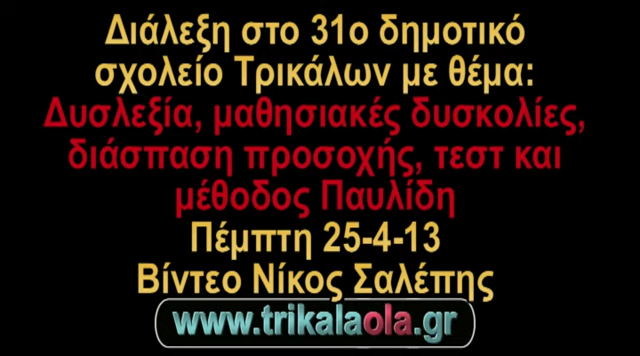 Διάλεξη στο 31ο δημοτικό
σχολείο Τρικάλων με θέμα:
Δυσλεξία, μαθησιακές δυσκολίες,
διάσπαση προσοχής, τεστ και
μέθοδος Παυλίδη
Πέμπτη 25-4-13
Βίντεο Νίκος Σαλέπης
www.trikalaola.gr